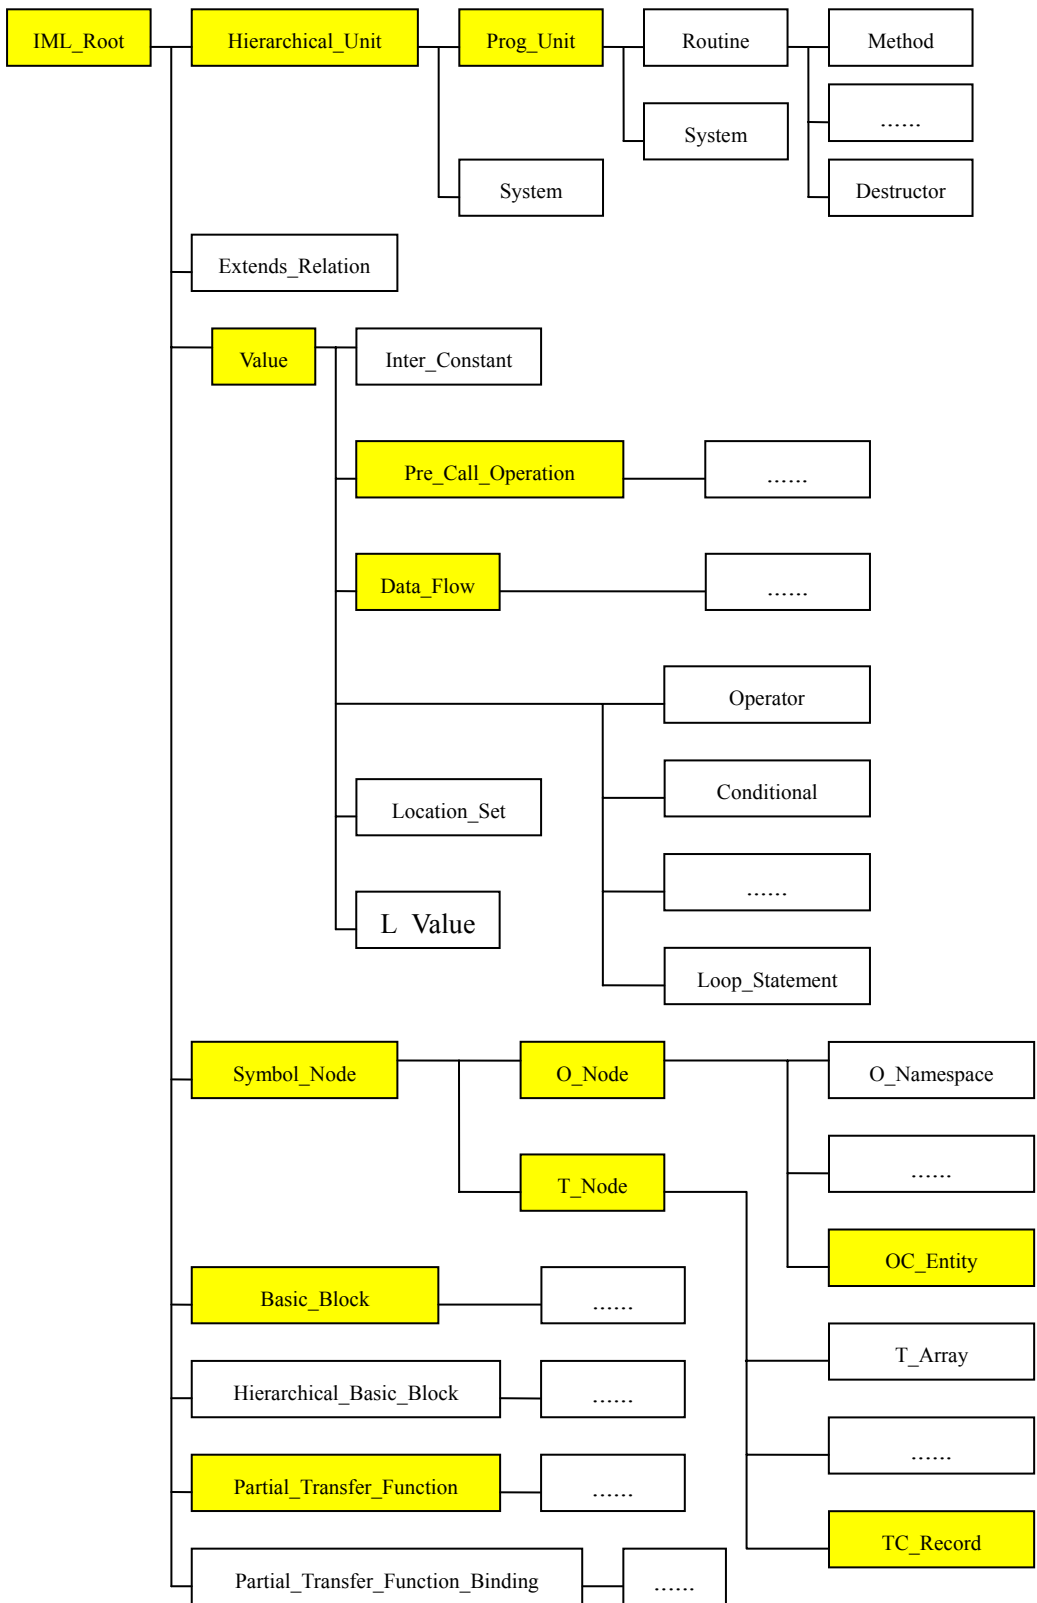 IML_Root
Hierarchical_Unit
Prog_Unit
Routine
Method
......
System
Destructor
System
Extends_Relation
Value
Inter_Constant
Pre_Call_Operation
......
Data_Flow
......
Operator
Conditional
Location_Set
......
L Value
Loop_Statement
Symbol_Node
O_Node
O_Namespace
......
T_Node
OC_Entity
Basic_Block
......
T_Array
Hierarchical_Basic_Block
......
......
Partial_Transfer_Function
......
TC_Record
Partial_Transfer_Function_Binding
......